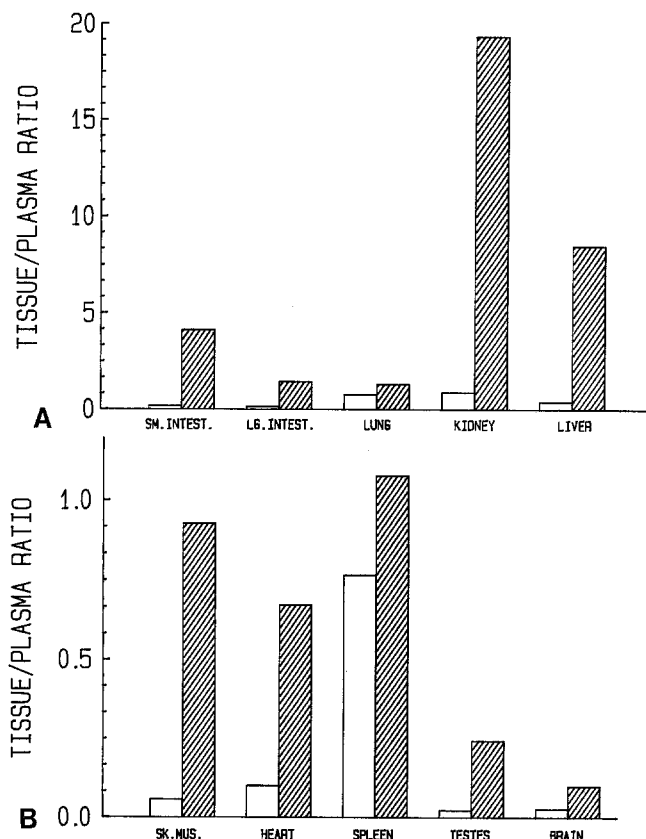 20
15
10
5
0
TISSUE/PLASMA RATIO
A
SM.INTEST. LG.INTEST. LUNG KIDNEY LIVER
1.0
0.5
0.0
TISSUE/PLASMA RATIO
B
SK.MUS. HEART SPLEEN TESTES BRAIN